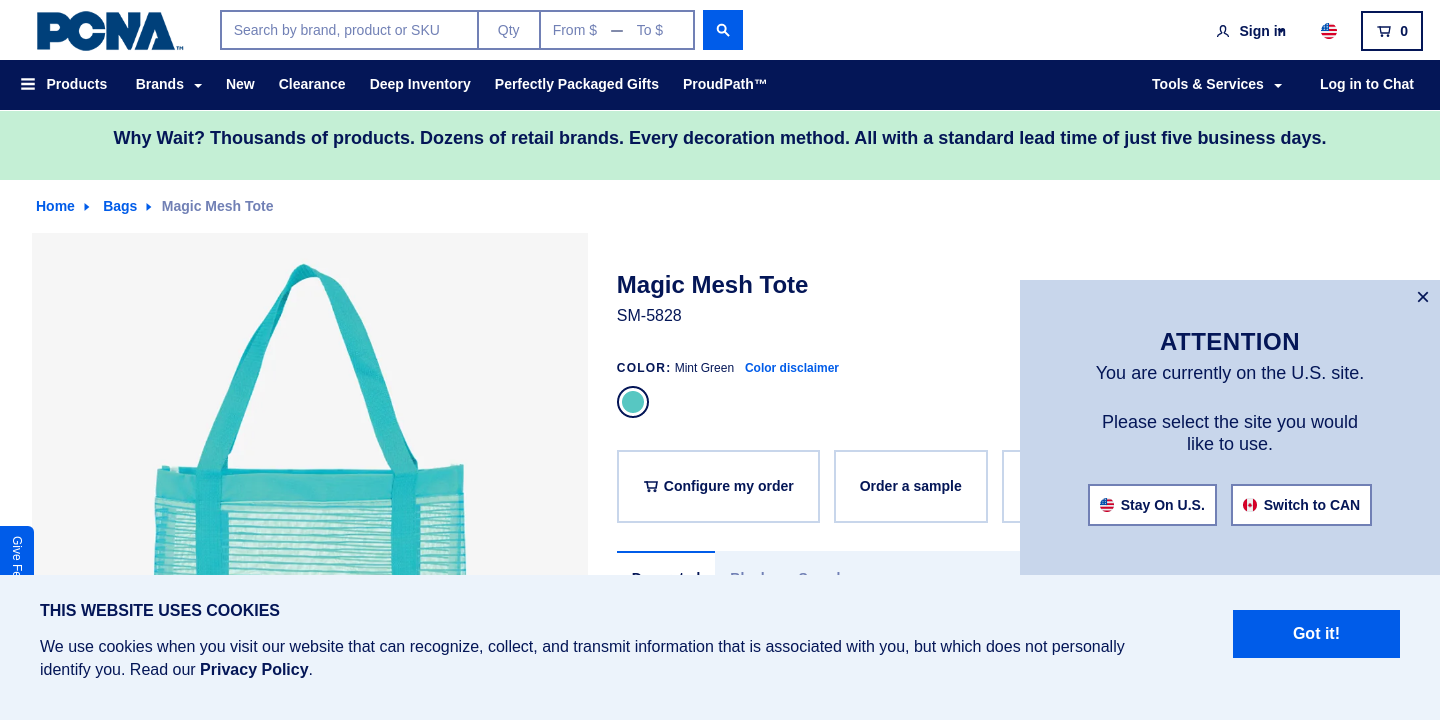 PCNA™
Search by brand, product or SKU
Qty
From $ — To $
Sign in
0
Products
Brands
New
Clearance
Deep Inventory
Perfectly Packaged Gifts
ProudPath™
Tools & Services
Log in to Chat
Why Wait? Thousands of products. Dozens of retail brands. Every decoration method. All with a standard lead time of just five business days.
Home
Bags
Magic Mesh Tote
Magic Mesh Tote
SM-5828
COLOR: Mint Green Color disclaimer
Configure my order
Order a sample
×
ATTENTION
You are currently on the U.S. site.
Please select the site you would
like to use.
Stay On U.S.
Switch to CAN
Give
THIS WEBSITE USES COOKIES
We use cookies when you visit our website that can recognize, collect, and transmit information that is associated with you, but which does not personally
identify you. Read our Privacy Policy.
Got it!